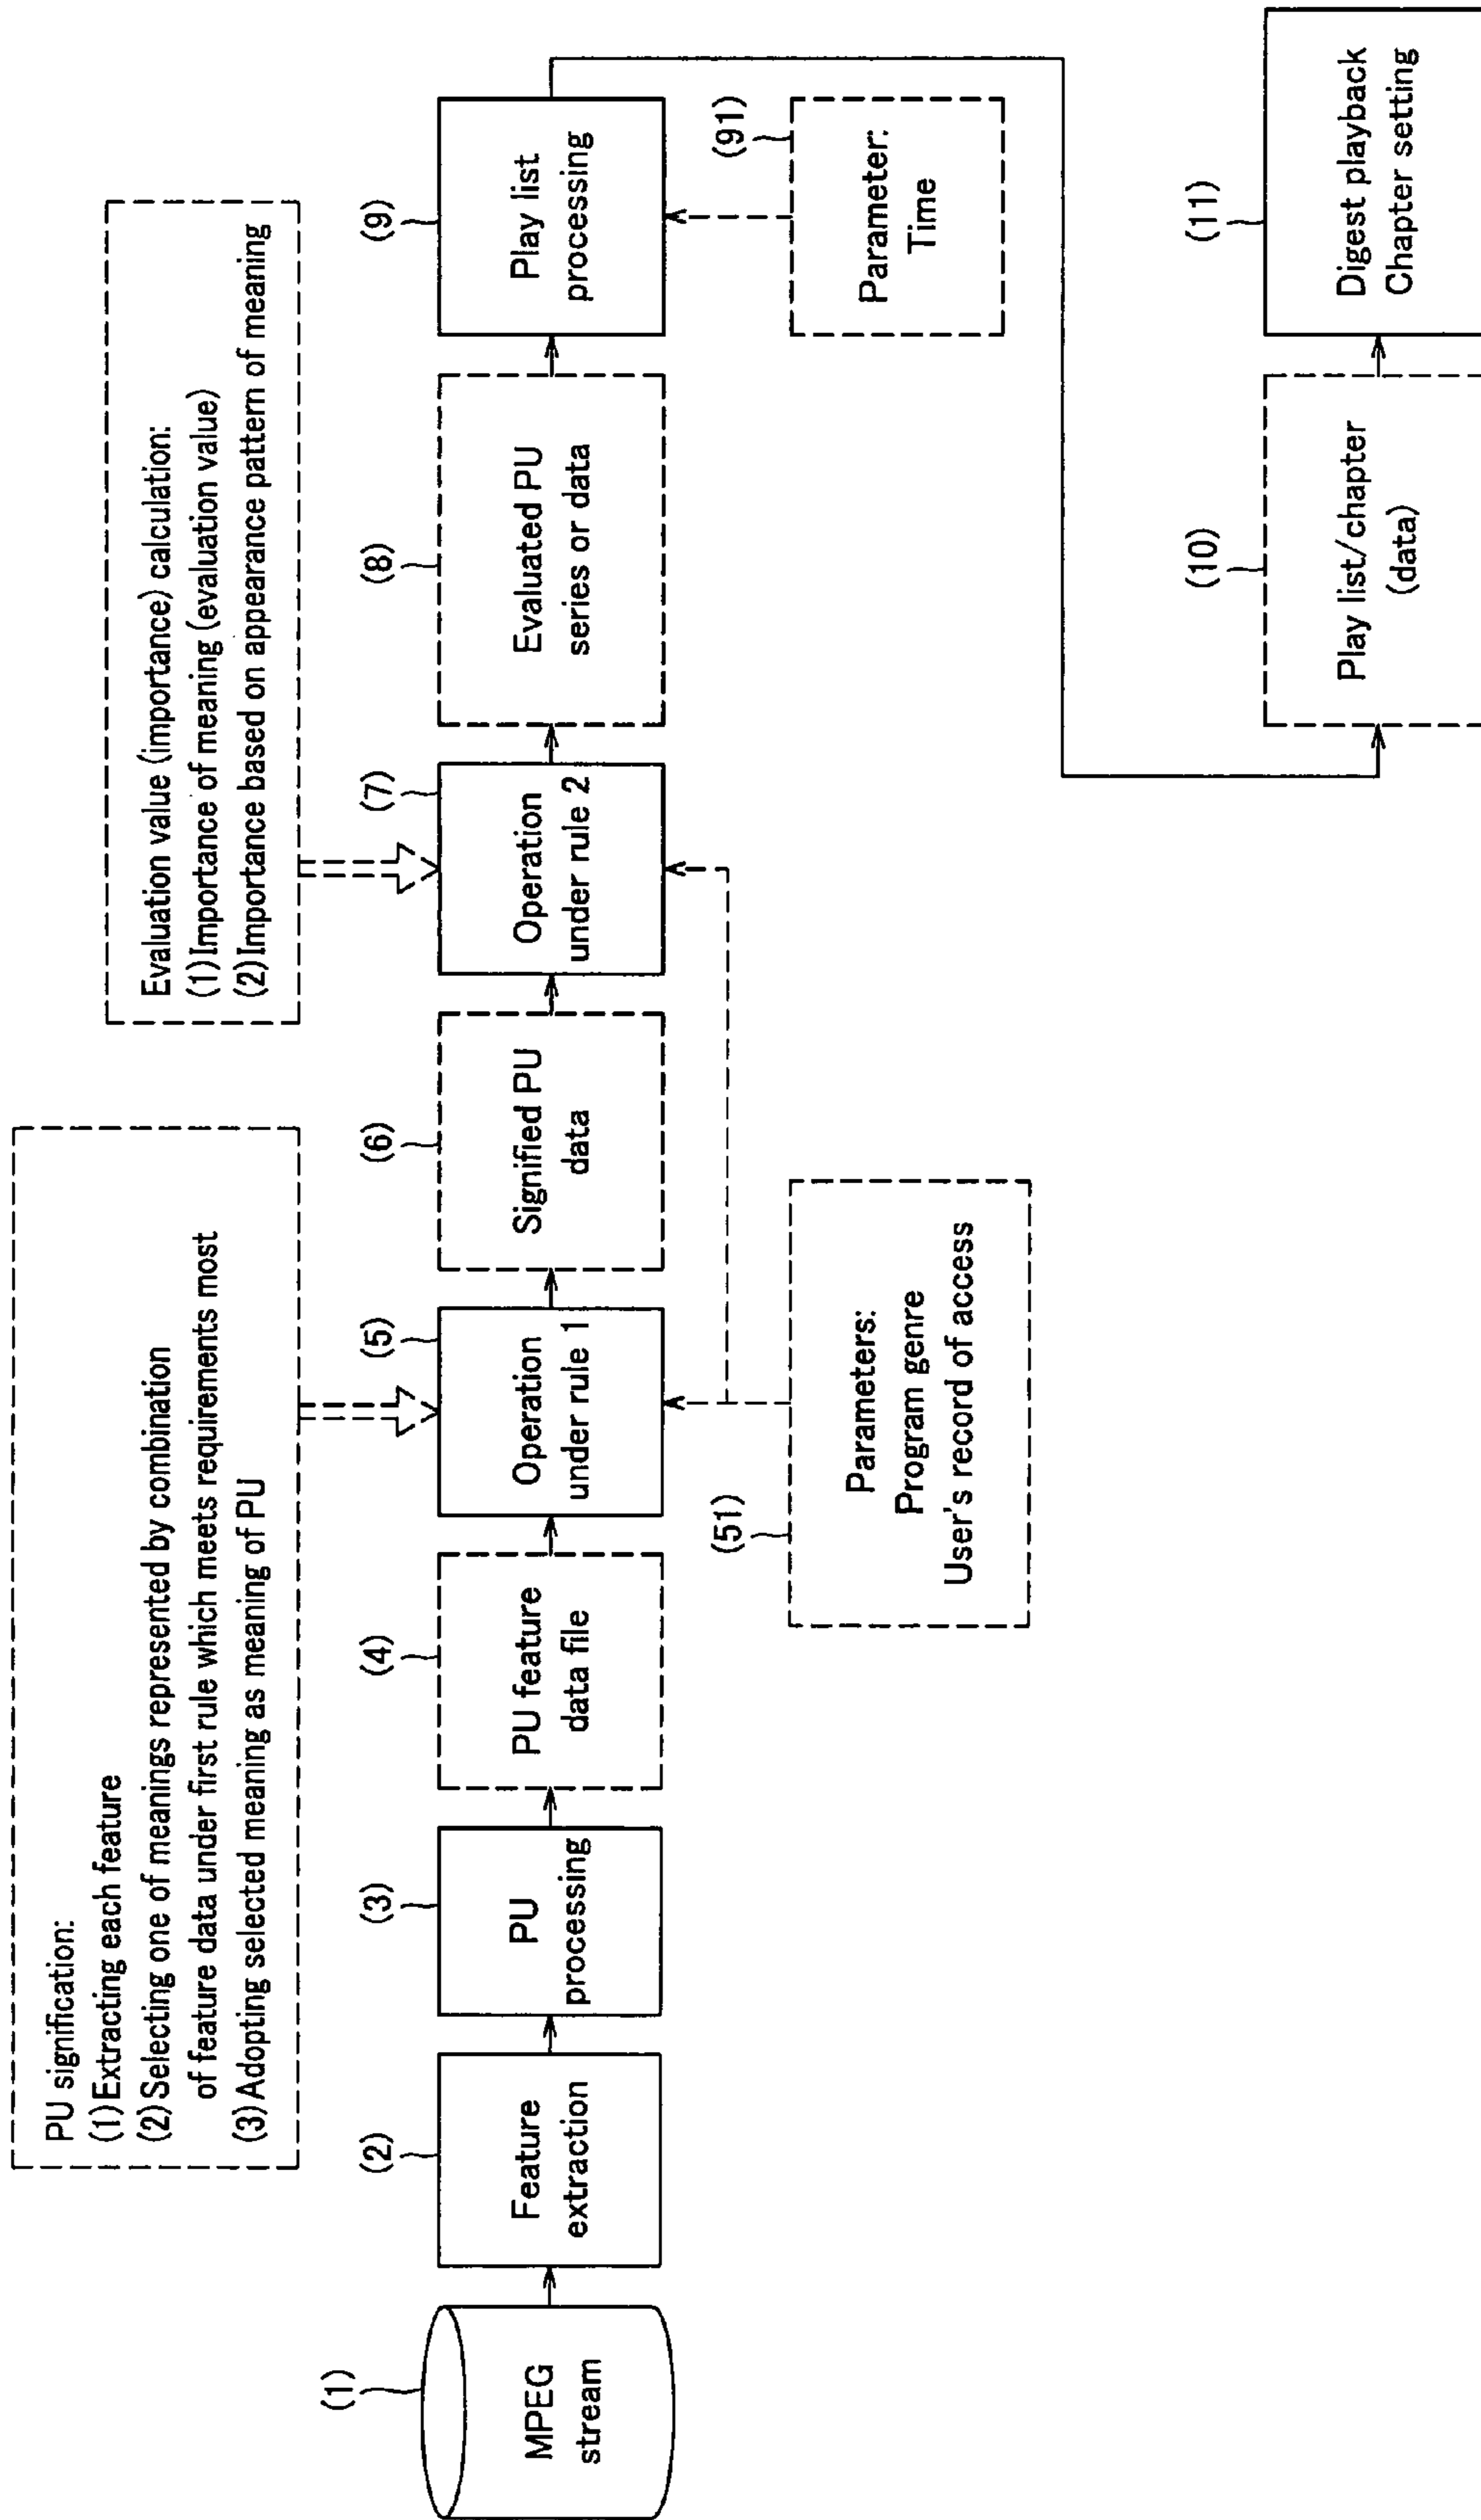 PU signification:
(1)Extracting each feature
(2)Selecting one of meanings represented by combination
of feature data under first rule which meets requirements most
(3)Adopting selected meaning as meaning of PU
Evaluation value (importance) calculation:
(1)Importance of meaning (evaluation value)
(2)Importance based on appearance pattern of meaning
(1)
MPEG
stream
(2)
Feature
extraction
(3)
PU
processing
(4)
PU feature
data file
(5)
Operation
under rule 1
(6)
Signified PU
data
(7)
Operation
under rule 2
(8)
Evaluated PU
series or data
(9)
Play list
processing
(51)
Parameters:
Program genre
User's record of access
(91)
Parameter:
Time
(10)
Play list/chapter
(data)
(11)
Digest playback
Chapter setting